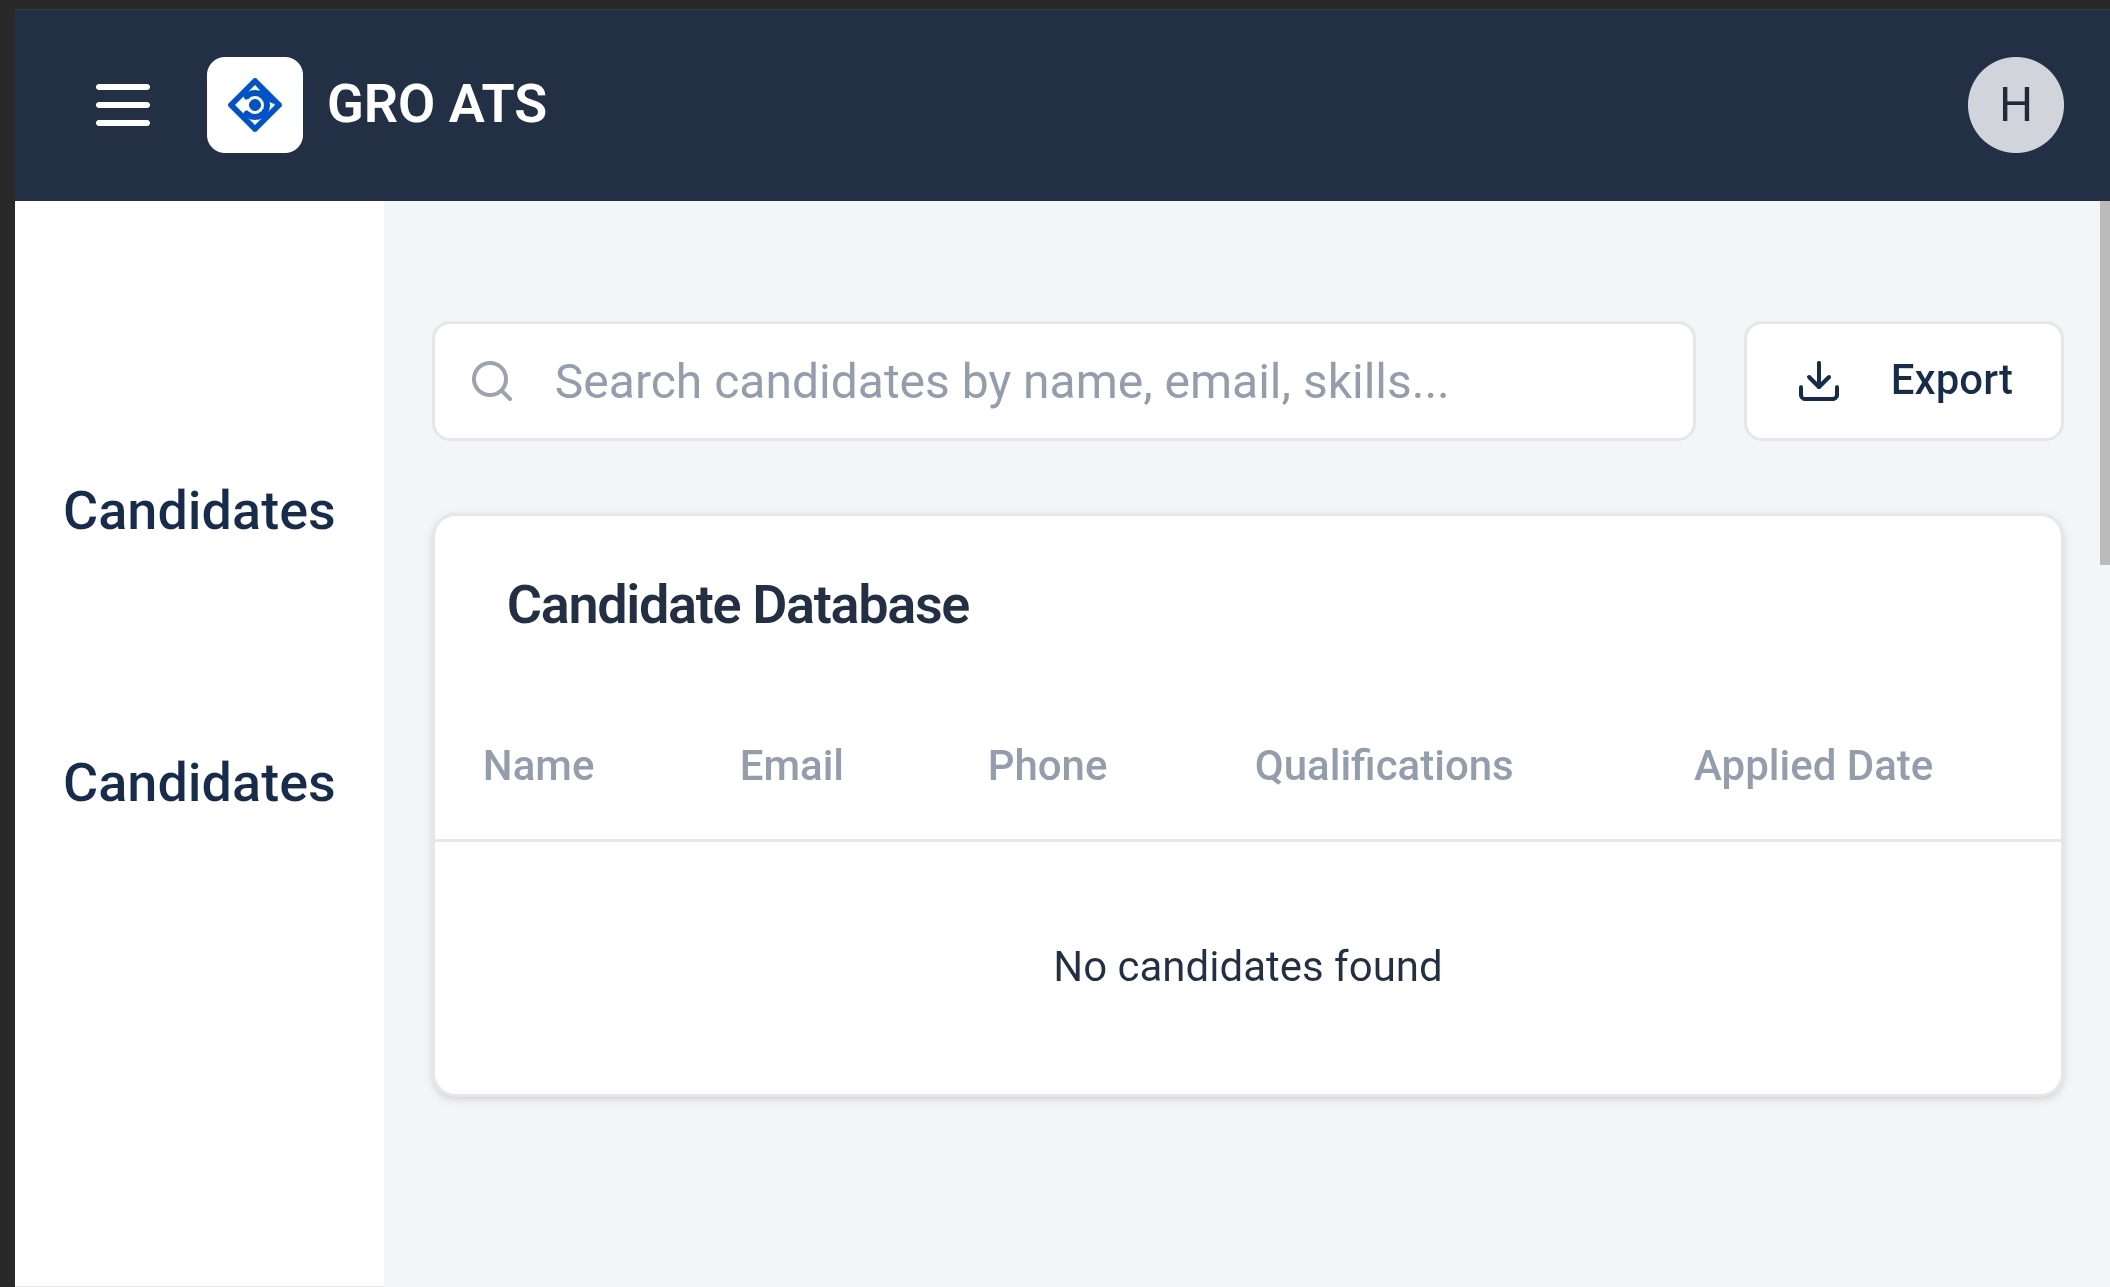 GRO ATS
H
Candidates
Candidates
Search candidates by name, email, skills...
Export
Candidate Database
Name Email Phone Qualifications Applied Date
No candidates found